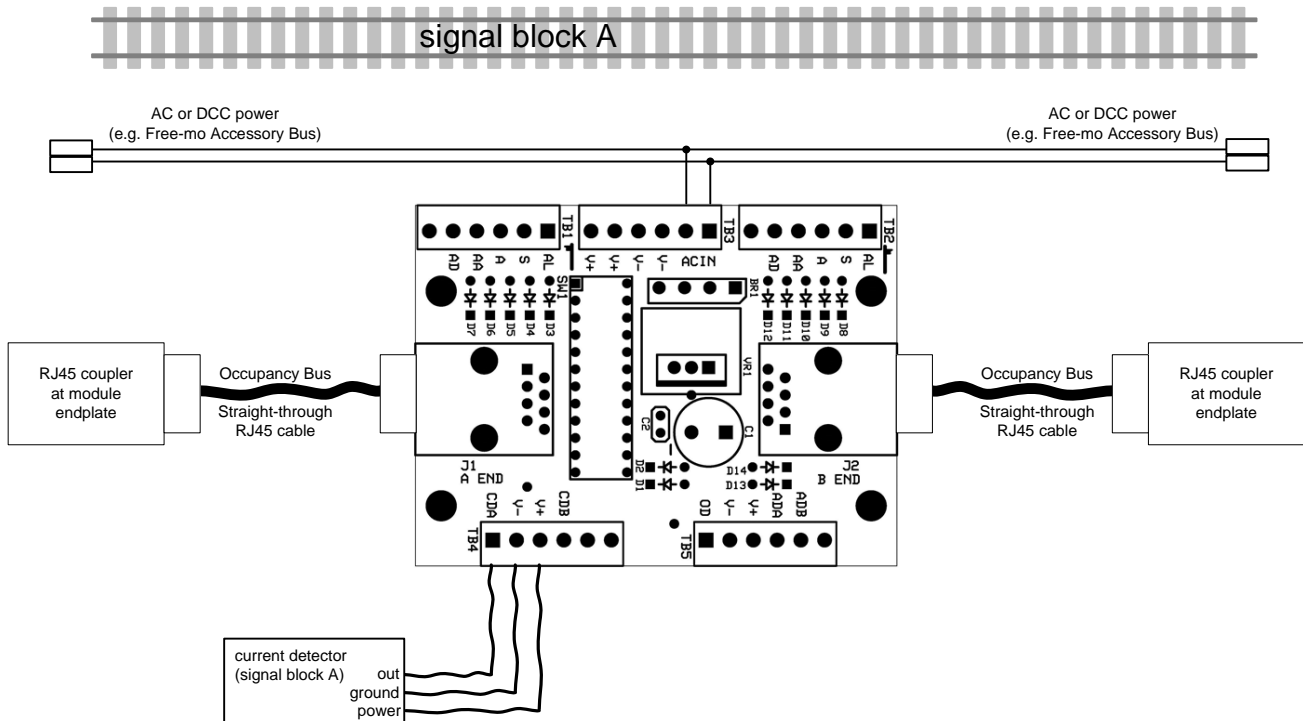 signal block A
AC or DCC power
(e.g. Free-mo Accessory Bus)
AC or DCC power
(e.g. Free-mo Accessory Bus)
TB1
TB3
TB2
AD AA A S AL
V+ V+ V- V- ACIN
AD AA A S AL
SW1
BR1
D7 D6 D5 D4 D3
D12 D11 D10 D9 D8
VR1
RJ45 coupler
at module
endplate
Occupancy Bus
Straight-through
RJ45 cable
Occupancy Bus
Straight-through
RJ45 cable
RJ45 coupler
at module
endplate
C2
C1
J1
A END
D2
D1
D14
D13
J2
B END
CDA V- V+ CDB
OD V- V+ ADA ADB
TB4
TB5
current detector
(signal block A)
out
ground
power